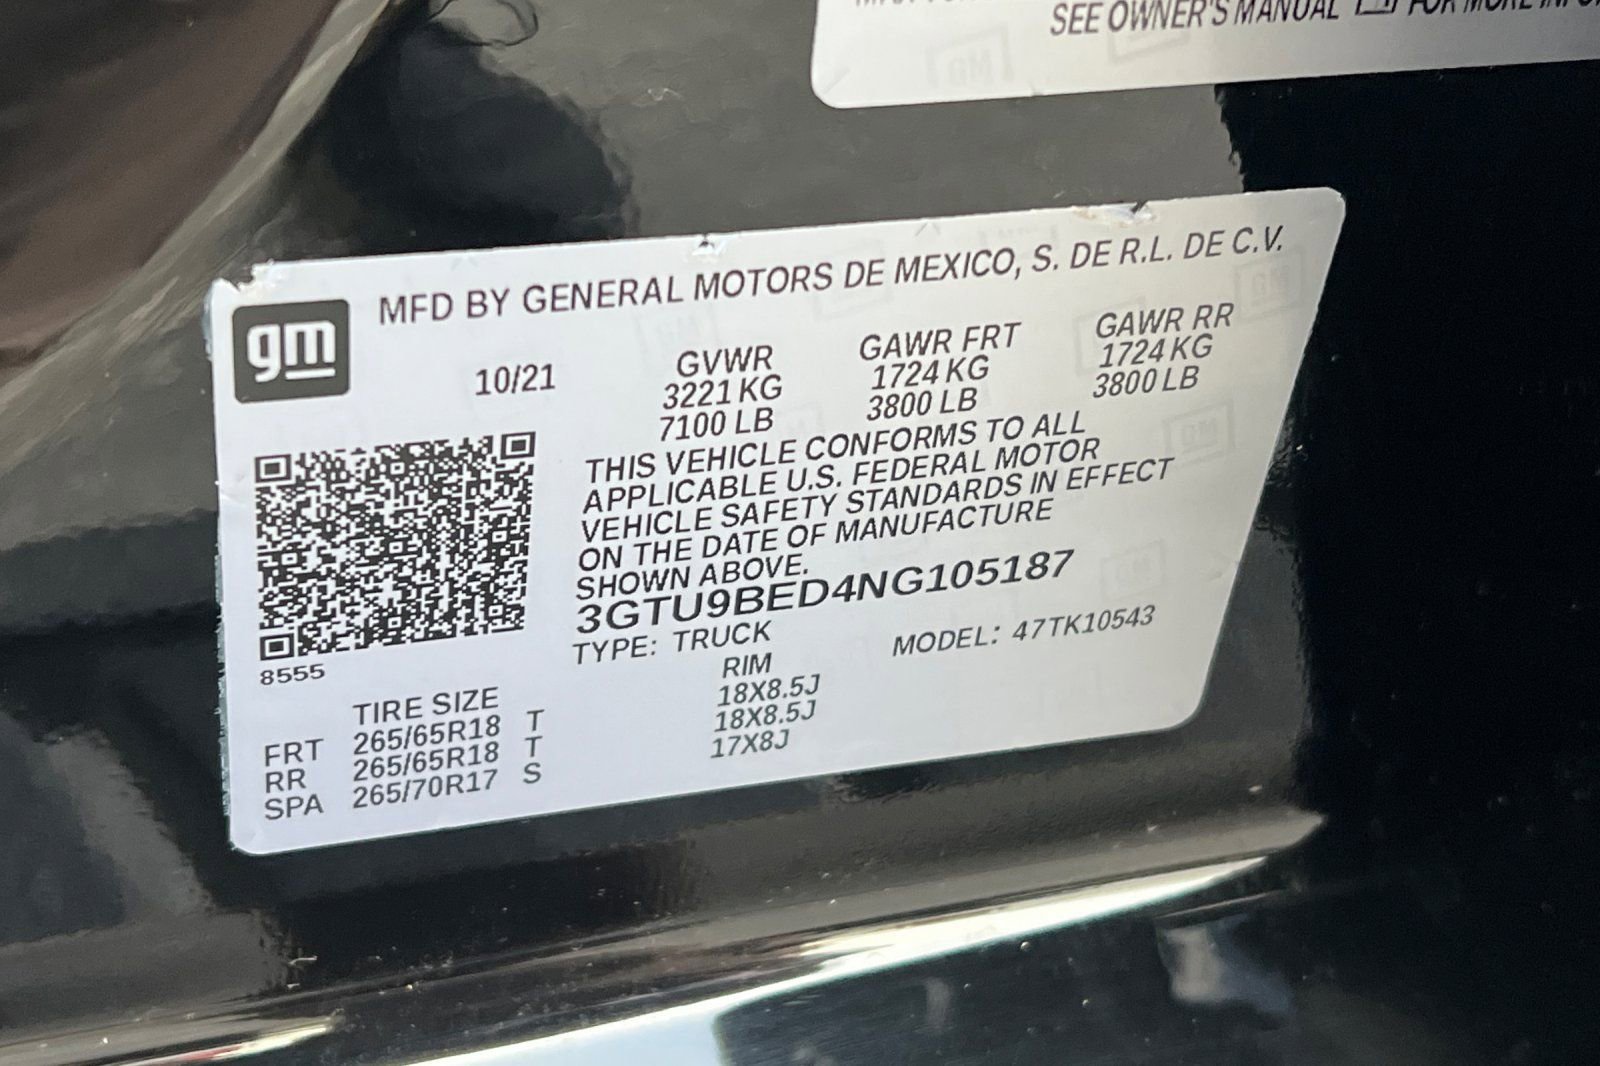 SEE OWNER'S MANUAL FOR MORE
gm
MFD BY GENERAL MOTORS DE MEXICO, S. DE R.L. DE C.V.
10/21 GVWR GAWR FRT GAWR RR
3221 KG 1724 KG 1724 KG
7100 LB 3800 LB 3800 LB
THIS VEHICLE CONFORMS TO ALL
APPLICABLE U.S. FEDERAL MOTOR
VEHICLE SAFETY STANDARDS IN EFFECT
ON THE DATE OF MANUFACTURE
SHOWN ABOVE.
3GTU9BED4NG105187
TYPE: TRUCK MODEL: 47TK10543
8555
TIRE SIZE RIM
FRT 265/65R18 T 18X8.5J
RR 265/65R18 T 18X8.5J
SPA 265/70R17 S 17X8J